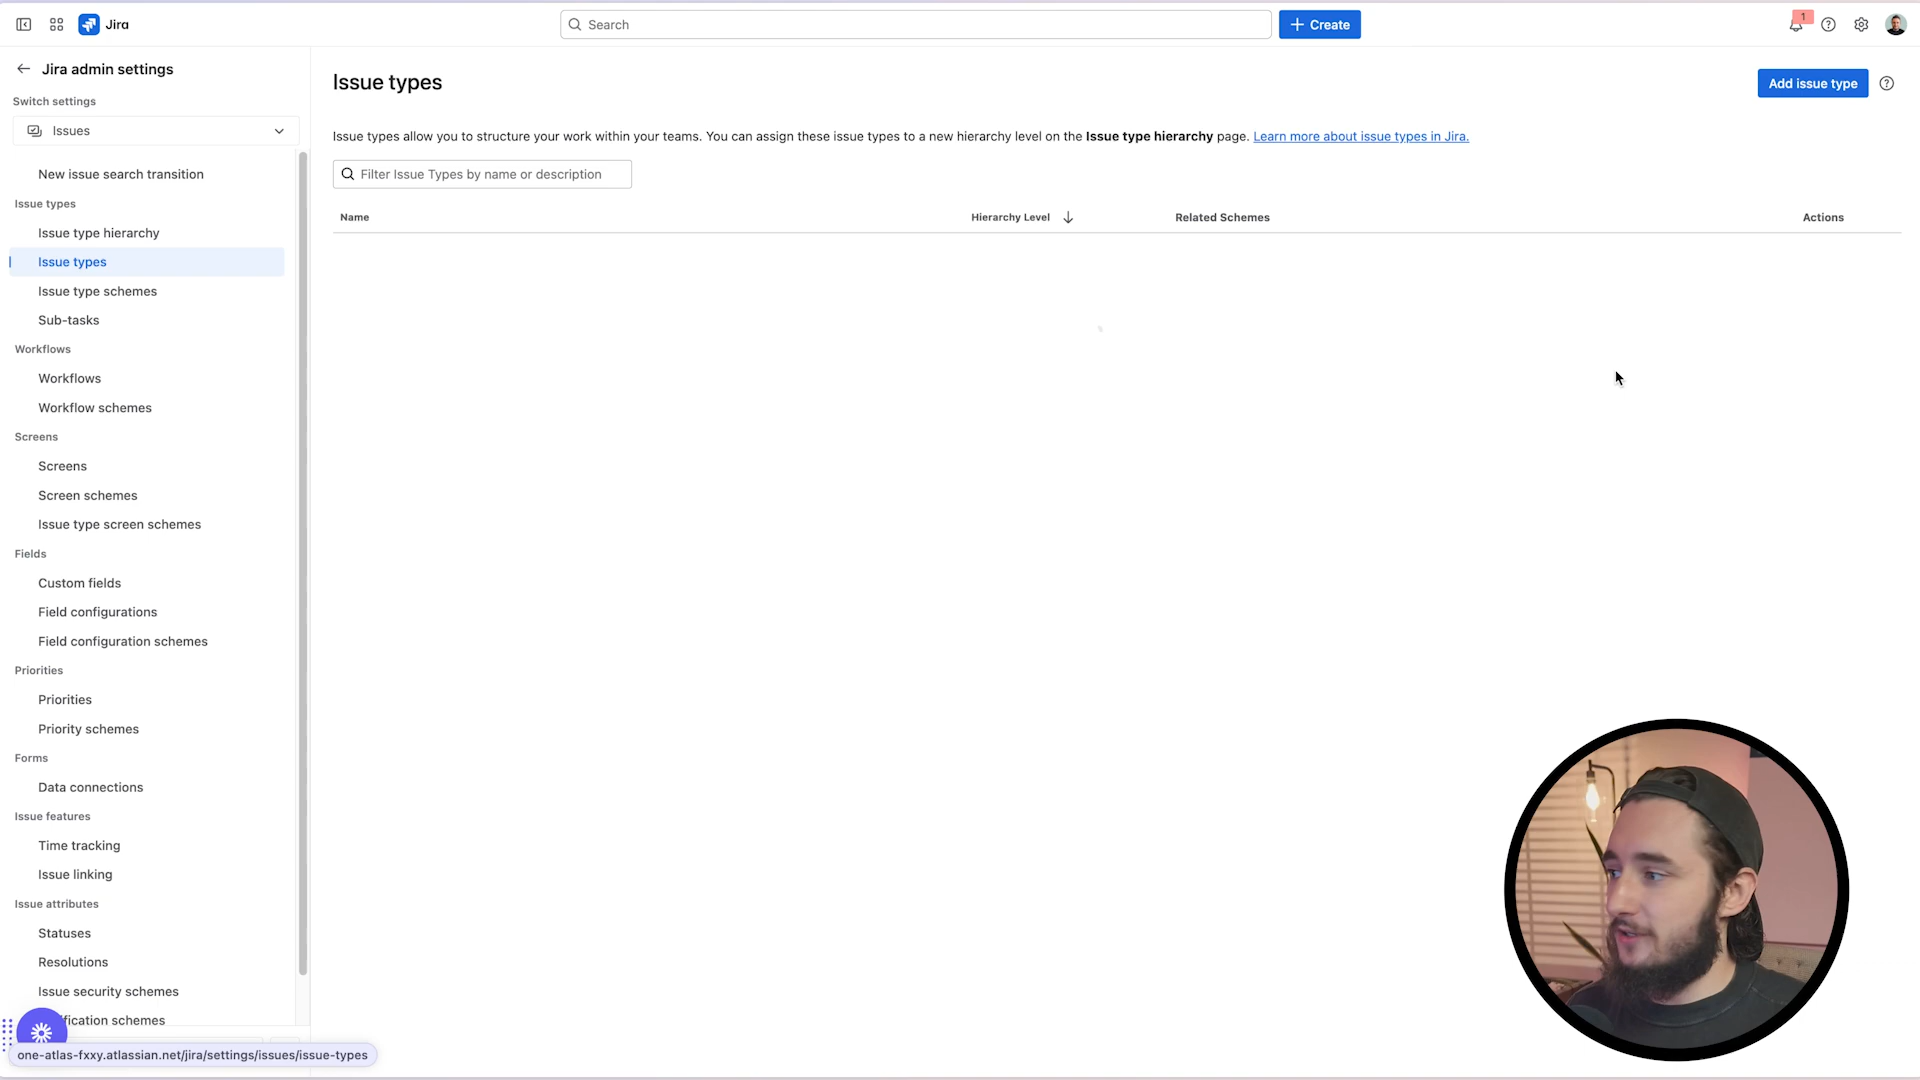 Jira
Search
Create
1
Jira admin settings
Switch settings
Issues
New issue search transition
Issue types
Issue type hierarchy
Issue types
Issue type schemes
Sub-tasks
Workflows
Workflows
Workflow schemes
Screens
Screens
Screen schemes
Issue type screen schemes
Fields
Custom fields
Field configurations
Field configuration schemes
Priorities
Priorities
Priority schemes
Forms
Data connections
Issue features
Time tracking
Issue linking
Issue attributes
Statuses
Resolutions
Issue security schemes
fication schemes
one-atlas-fxxy.atlassian.net/jira/settings/issues/issue-types
Issue types
Add issue type
Issue types allow you to structure your work within your teams. You can assign these issue types to a new hierarchy level on the Issue type hierarchy page. Learn more about issue types in Jira.
Filter Issue Types by name or description
Name Hierarchy Level Related Schemes Actions